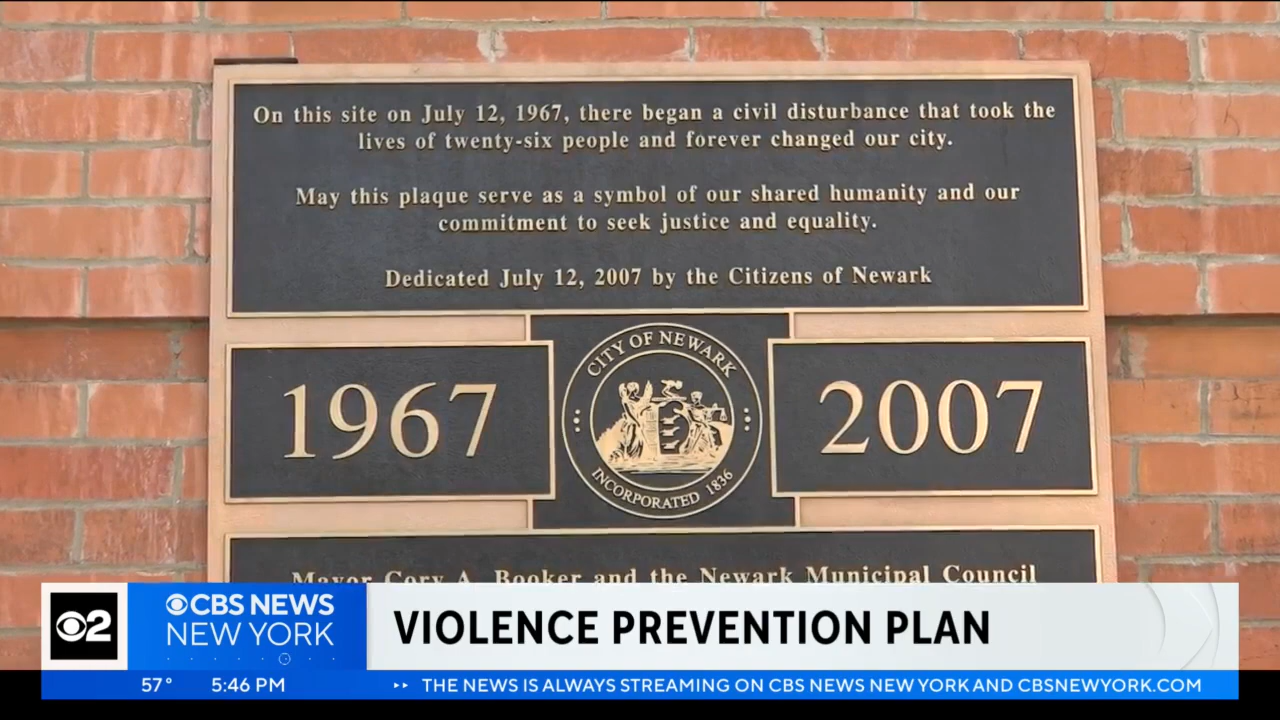 On this site on July 12, 1967, there began a civil disturbance that took the
lives of twenty-six people and forever changed our city.
May this plaque serve as a symbol of our shared humanity and our
commitment to seek justice and equality.
Dedicated July 12, 2007 by the Citizens of Newark
1967
CITY OF NEWARK
INCORPORATED 1836
2007
Mayor Cory A. Booker and the Newark Municipal Council
2
CBS NEWS
NEW YORK
VIOLENCE PREVENTION PLAN
57° 5:46 PM
THE NEWS IS ALWAYS STREAMING ON CBS NEWS NEW YORK AND CBSNEWYORK.COM